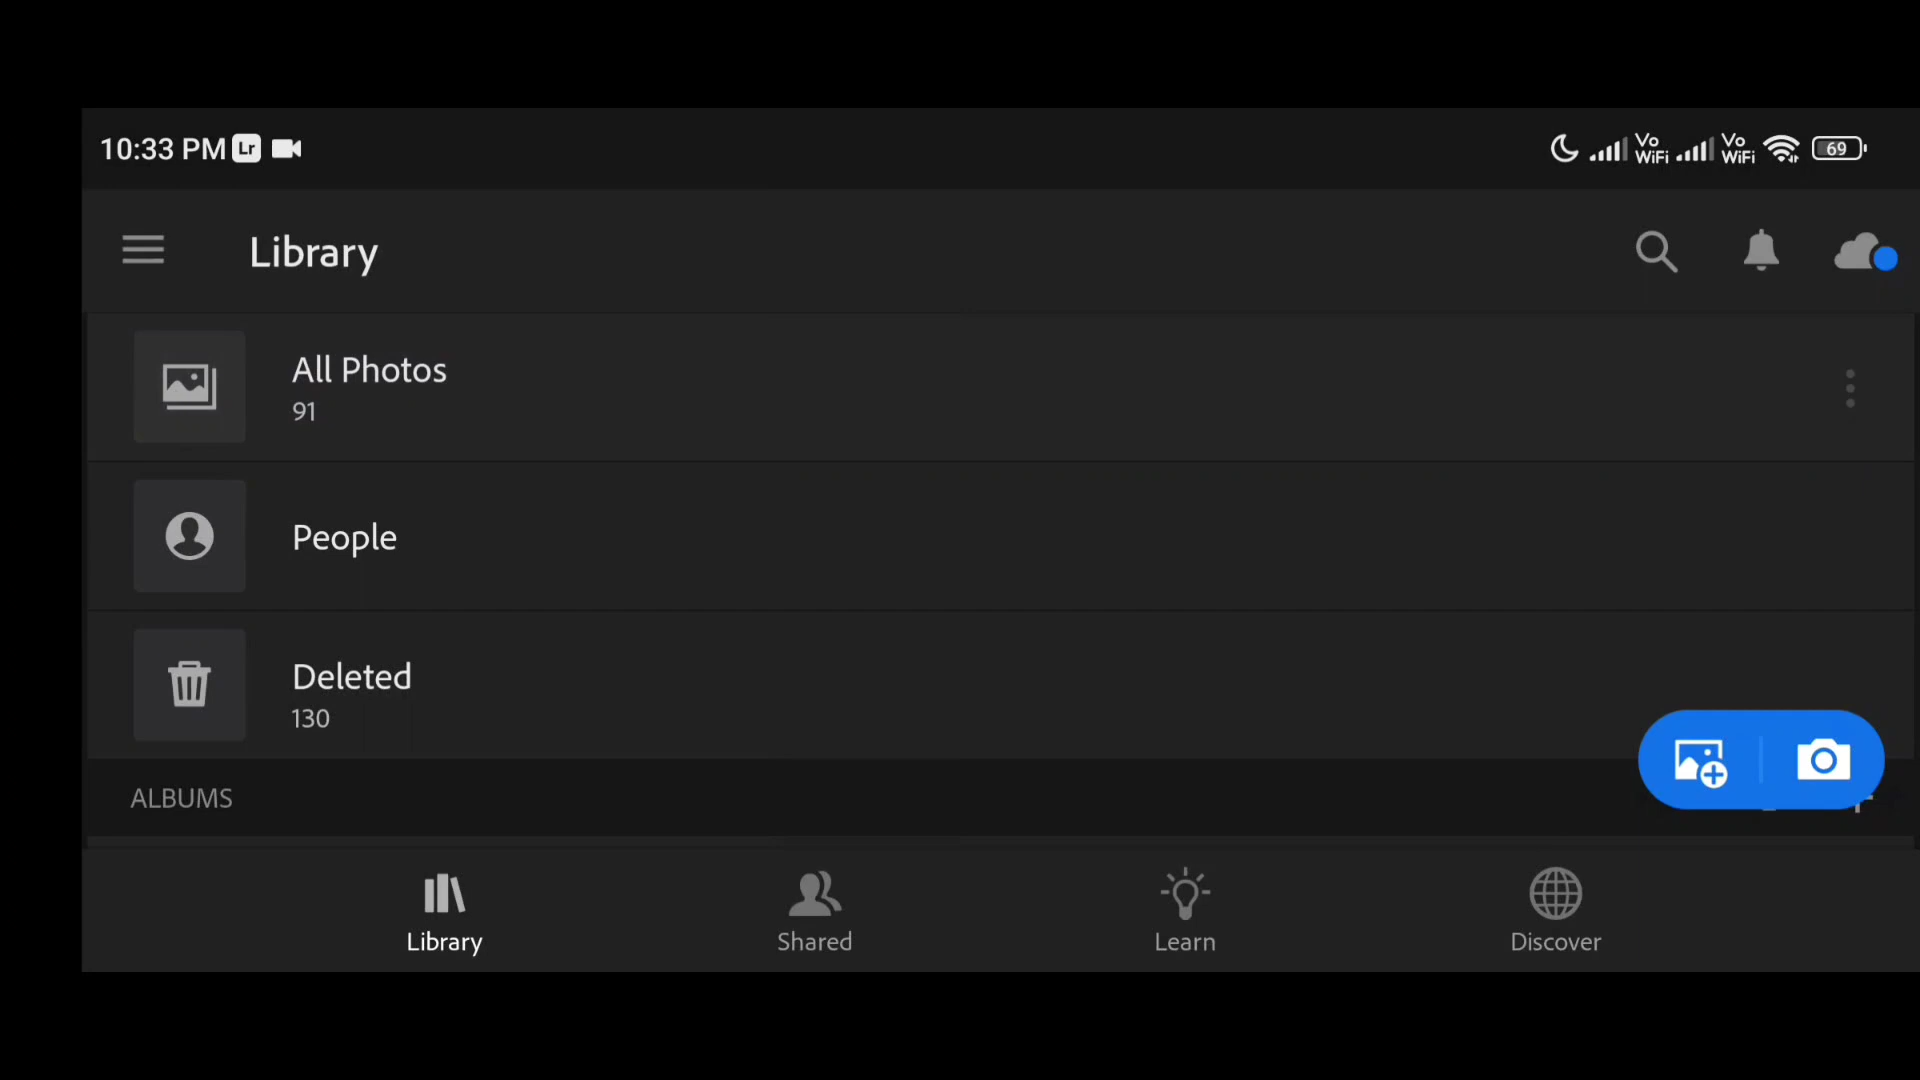 10:33 PM Lr Vo WiFi Vo WiFi 69
Library
All Photos
91
People
Deleted
130
ALBUMS
Library Shared Learn Discover